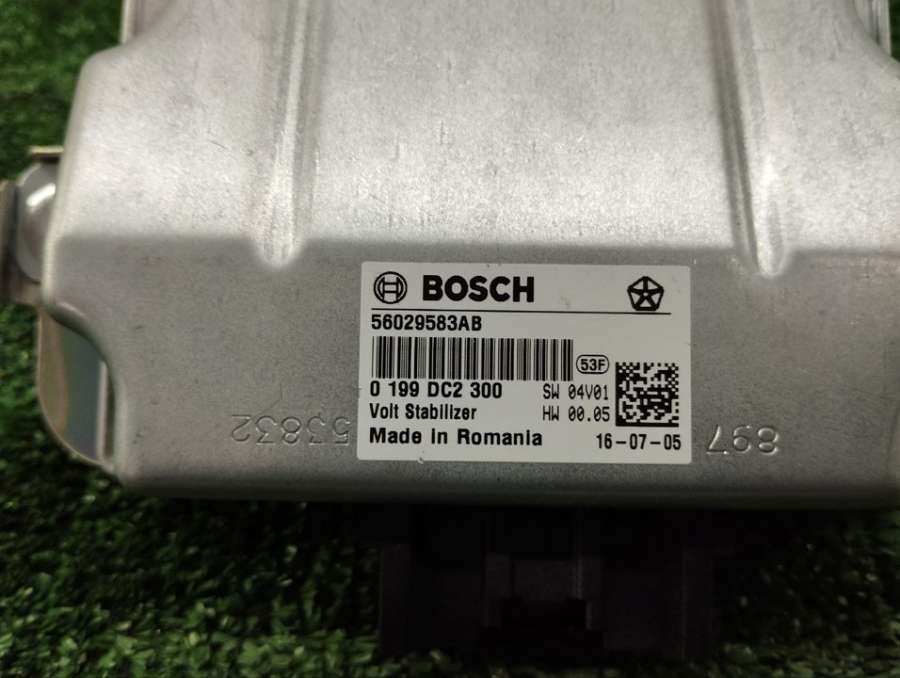 BOSCH
56029583AB
53F
0 199 DC2 300 SW 04V01
Volt Stabilizer HW 00.05
Made in Romania 16-07-05
53832
897